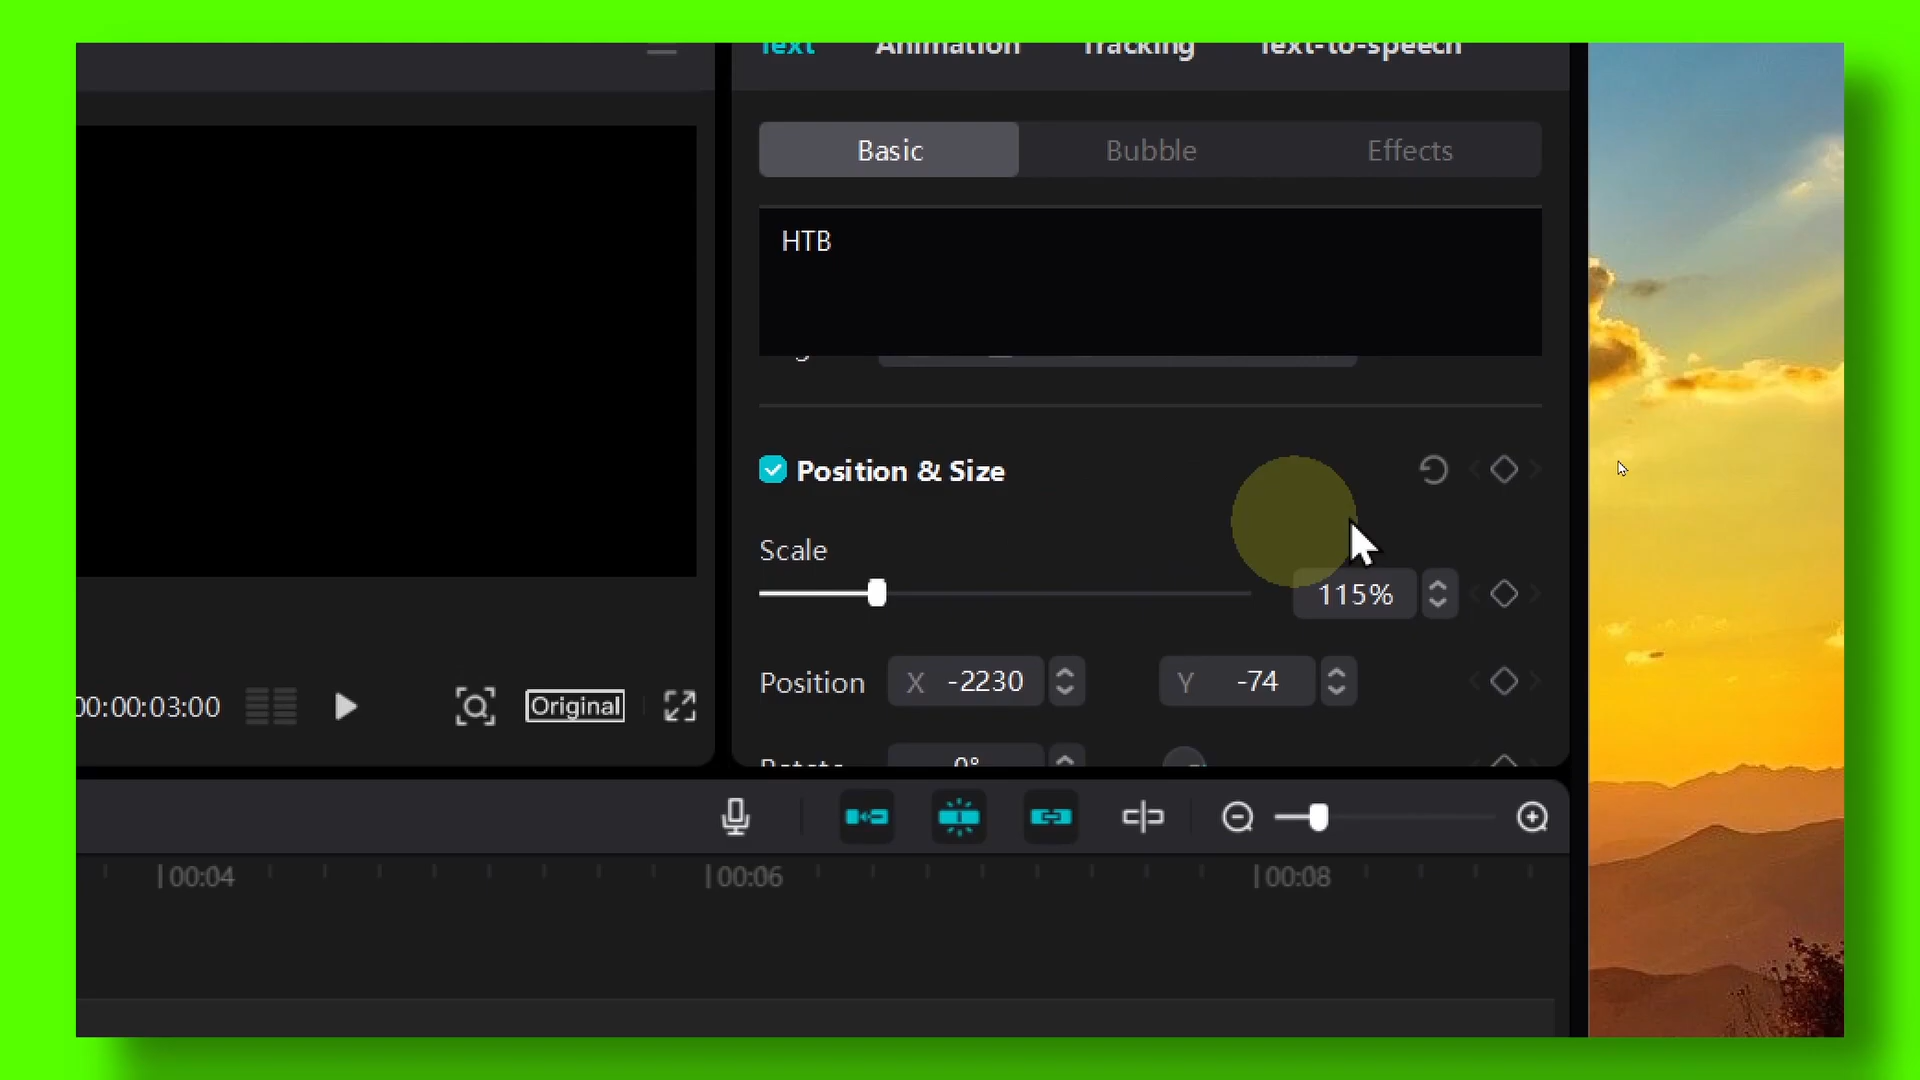 Text Animation Tracking Text-to-speech
Basic Bubble Effects
HTB
Position & Size
Scale
115%
Position X -2230 Y -74
Rotate 0°
00:00:03:00 Original
00:04 00:06 00:08